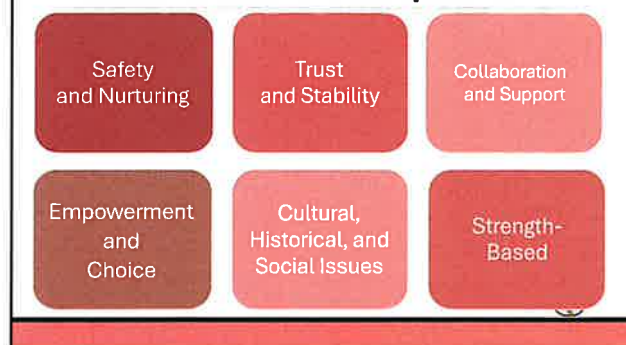 Safety
and Nurturing
Trust
and Stability
Collaboration
and Support
Empowerment
and
Choice
Cultural,
Historical, and
Social Issues
Strength-
Based